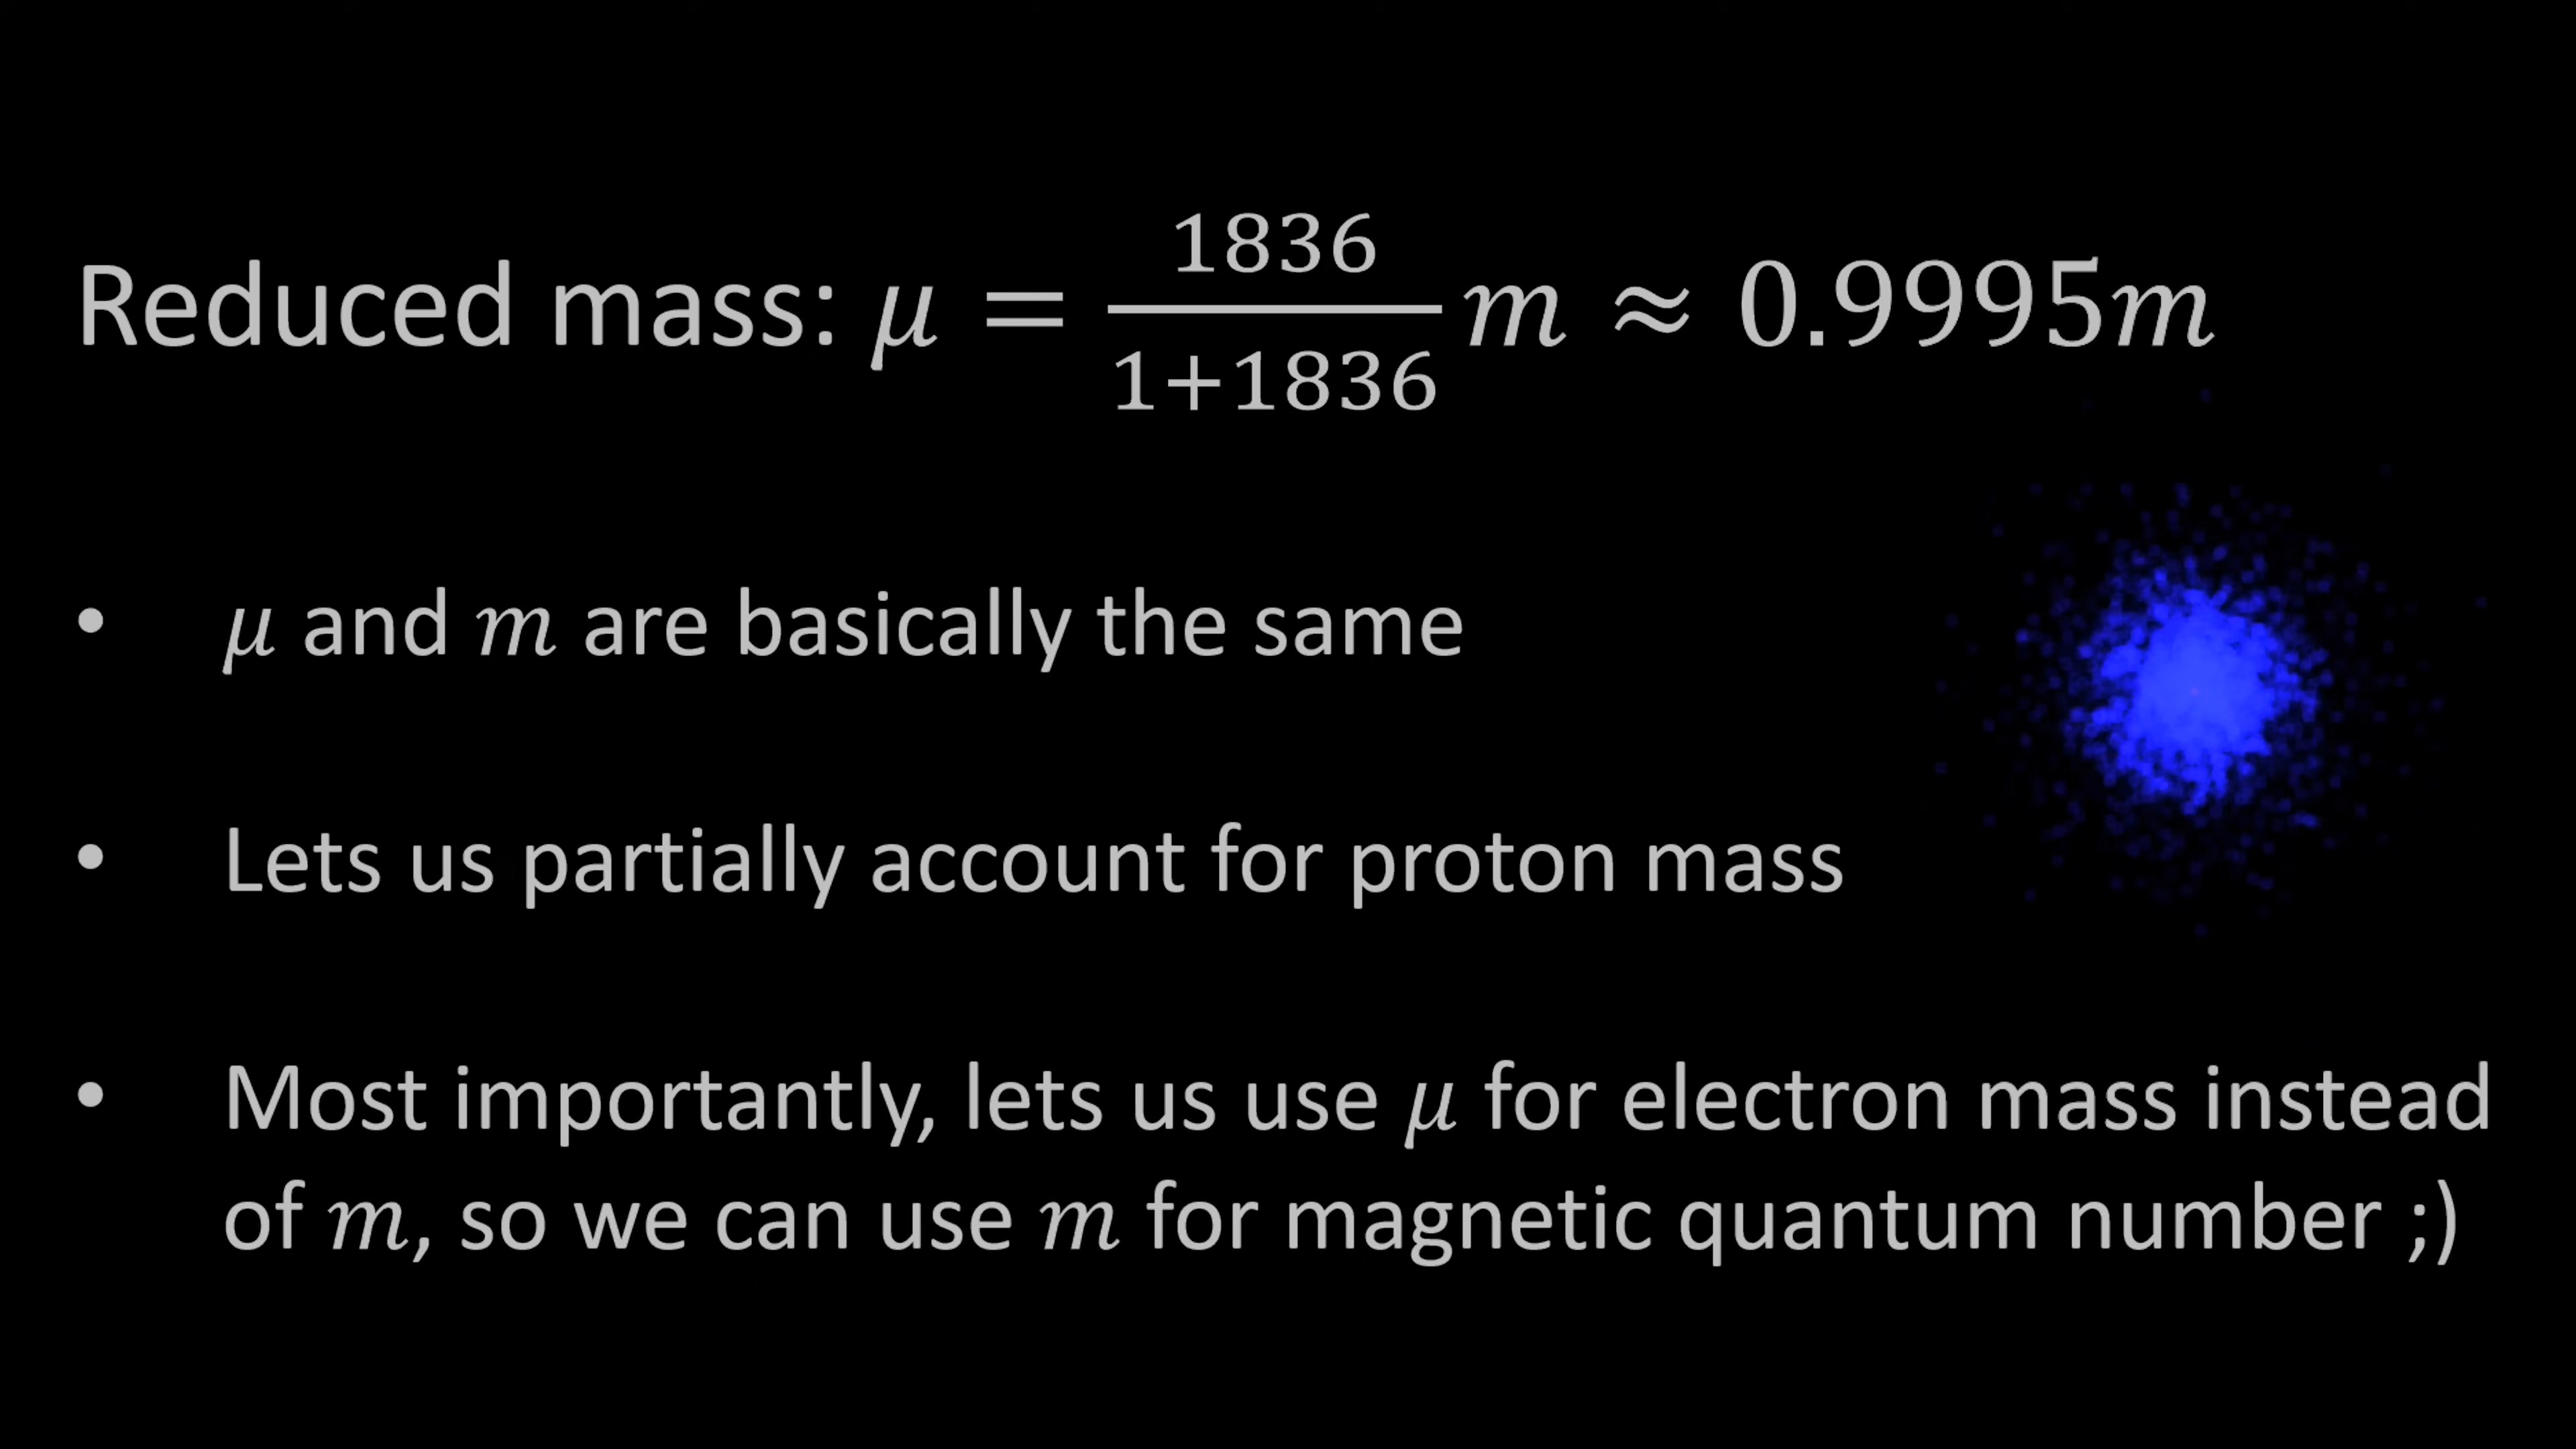 Reduced mass: μ = 1836/(1+1836) m ≈ 0.9995m
• μ and m are basically the same
• Lets us partially account for proton mass
• Most importantly, lets us use μ for electron mass instead
of m, so we can use m for magnetic quantum number ;)